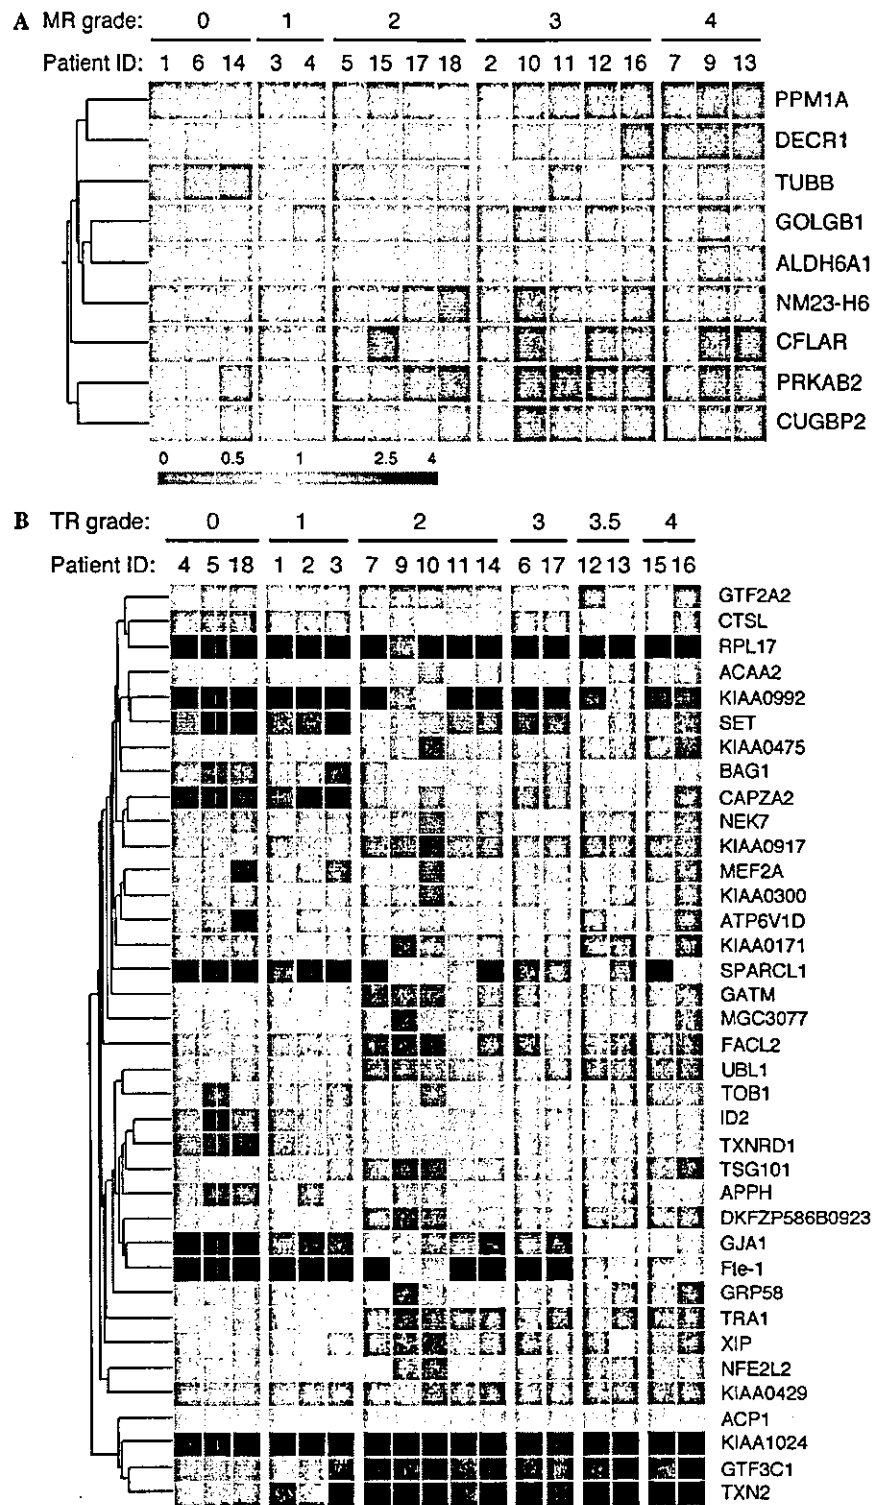 A MR grade: 0 1 2 3 4
Patient ID: 1 6 14 3 4 5 15 17 18 2 10 11 12 16 7 9 13
PPM1A
DECR1
TUBB
GOLGB1
ALDH6A1
NM23-H6
CFLAR
PRKAB2
CUGBP2
0 0.5 1 2.5 4
B TR grade: 0 1 2 3 3.5 4
Patient ID: 4 5 18 1 2 3 7 9 10 11 14 6 17 12 13 15 16
GTF2A2
CTSL
RPL17
ACAA2
KIAA0992
SET
KIAA0475
BAG1
CAPZA2
NEK7
KIAA0917
MEF2A
KIAA0300
ATP6V1D
KIAA0171
SPARCL1
GATM
MGC3077
FACL2
UBL1
TOB1
ID2
TXNRD1
TSG101
APPH
DKFZP586B0923
GJA1
Fte-1
GRP58
TRA1
XIP
NFE2L2
KIAA0429
ACP1
KIAA1024
GTF3C1
TXN2